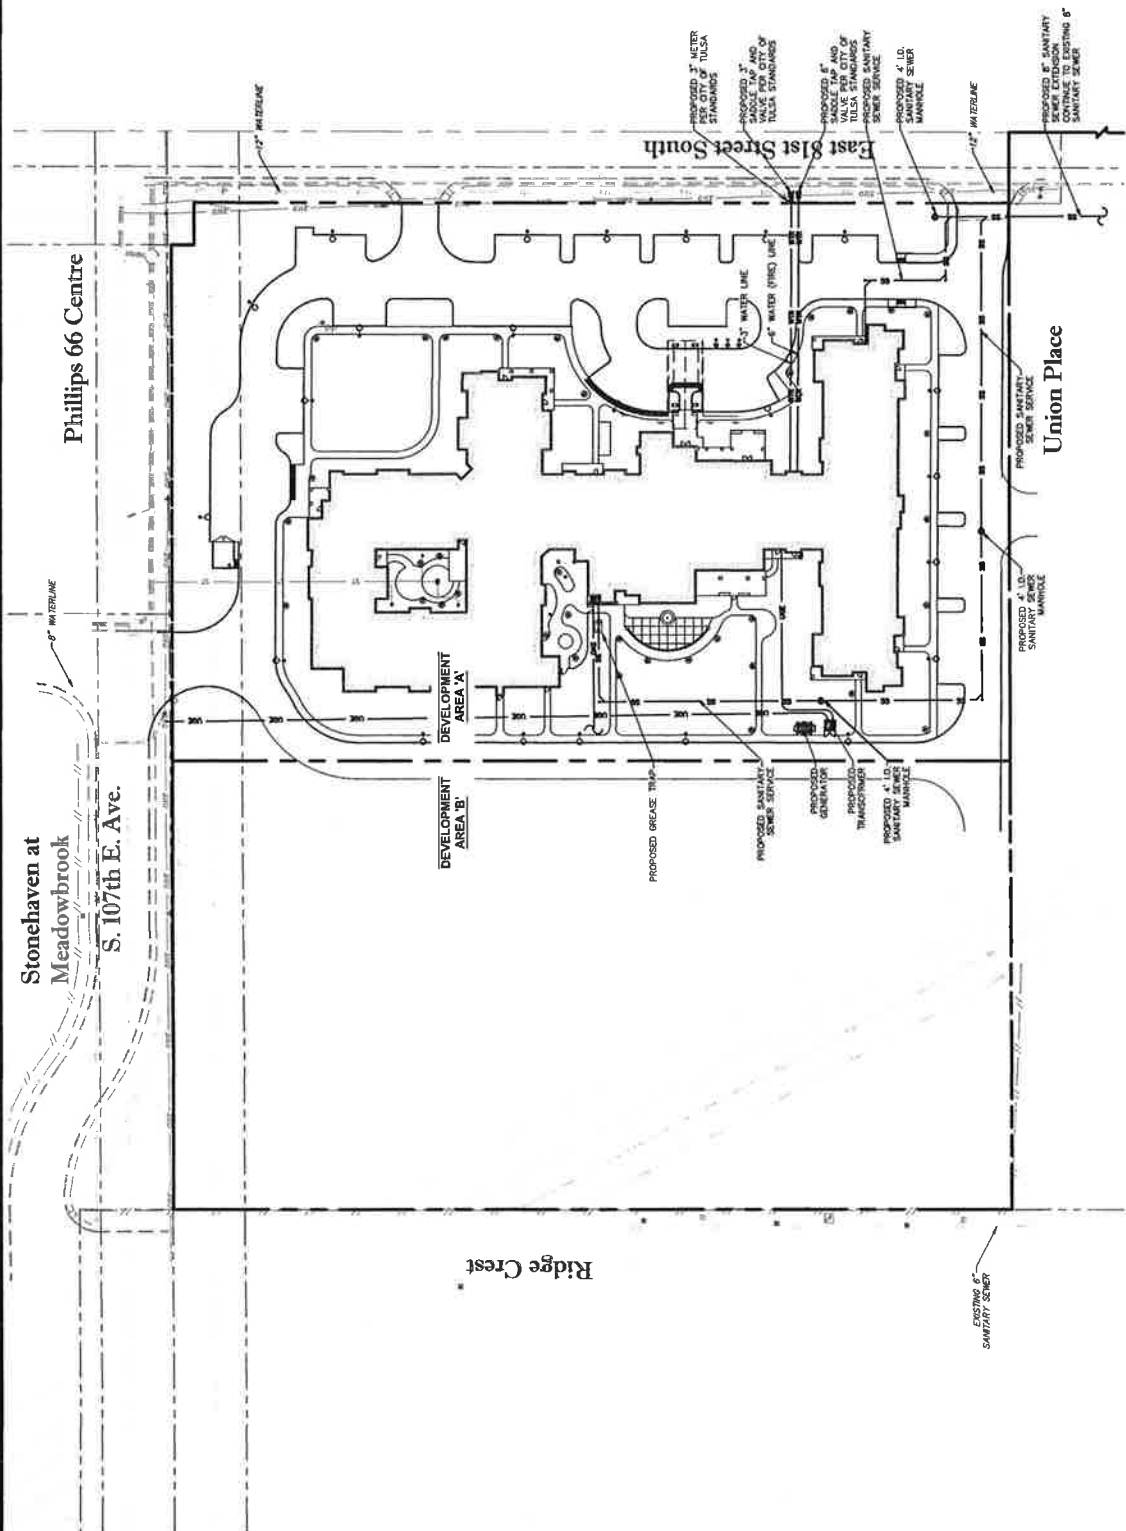 Stonehaven at
Meadowbrook
S. 107th E. Ave.
Phillips 66 Centre
8" WATERLINE
12" WATERLINE
East 81st Street South
PROPOSED 3" METER
PER CITY OF TULSA
STANDARDS
PROPOSED 3"
SADDLE TAP AND
VALVE PER CITY OF
TULSA STANDARDS
PROPOSED 6"
SADDLE TAP AND
VALVE PER CITY OF
TULSA STANDARDS
PROPOSED SANITARY
SEWER SERVICE
PROPOSED 4' I.D.
SANITARY SEWER
MANHOLE
12" WATERLINE
PROPOSED 8" SANITARY
SEWER EXTENSION
CONTINUE TO EXISTING 8"
SANITARY SEWER
3" WATER LINE
6" WATER (FIRE) LINE
PROPOSED SANITARY
SEWER SERVICE
Union Place
PROPOSED 4' I.D.
SANITARY SEWER
MANHOLE
DEVELOPMENT
AREA 'A'
DEVELOPMENT
AREA 'B'
PROPOSED GREASE TRAP
PROPOSED SANITARY
SEWER SERVICE
PROPOSED
GENERATOR
PROPOSED
TRANSOFRMER
PROPOSED 4' I.D.
SANITARY SEWER
MANHOLE
Ridge Crest
EXISTING 6"
SANITARY SEWER